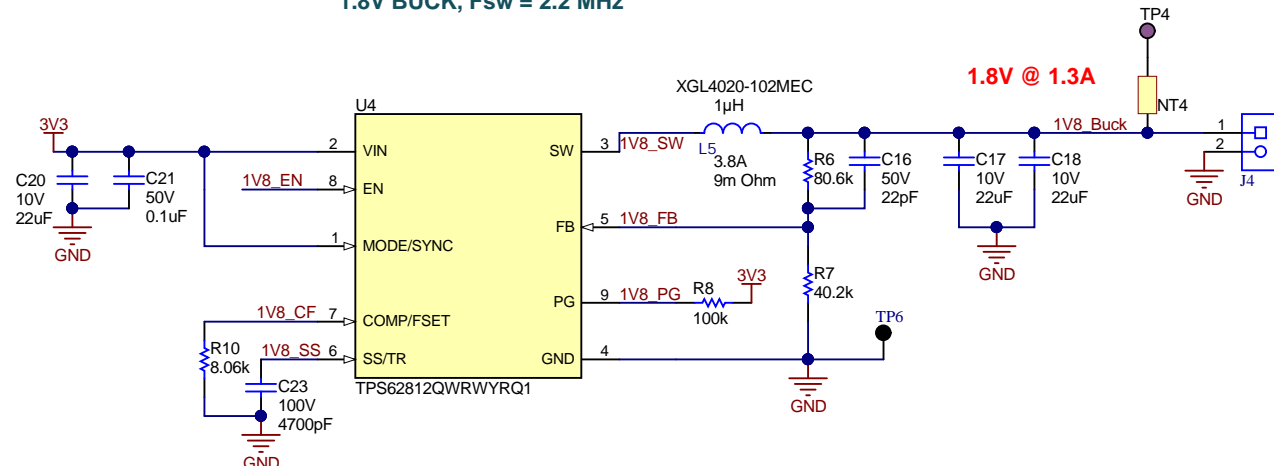 1.8V BUCK, Fsw = 2.2 MHz
TP4
1.8V @ 1.3A
NT4
XGL4020-102MEC
1µH
L5
3.8A
9m Ohm
U4
3V3
2 VIN
SW 3 1V8_SW
1V8_Buck
1
2
J4
GND
C20
10V
22uF
C21
50V
0.1uF
GND
1V8_EN 8 EN
R6
80.6k
C16
50V
22pF
C17
10V
22uF
C18
10V
22uF
GND
FB 5 1V8_FB
1 MODE/SYNC
R7
40.2k
PG 9 1V8_PG
R8
100k
3V3
1V8_CF 7 COMP/FSET
TP6
R10
8.06k
1V8_SS 6 SS/TR
GND 4
GND
C23
100V
4700pF
TPS62812QWRWYRQ1
GND